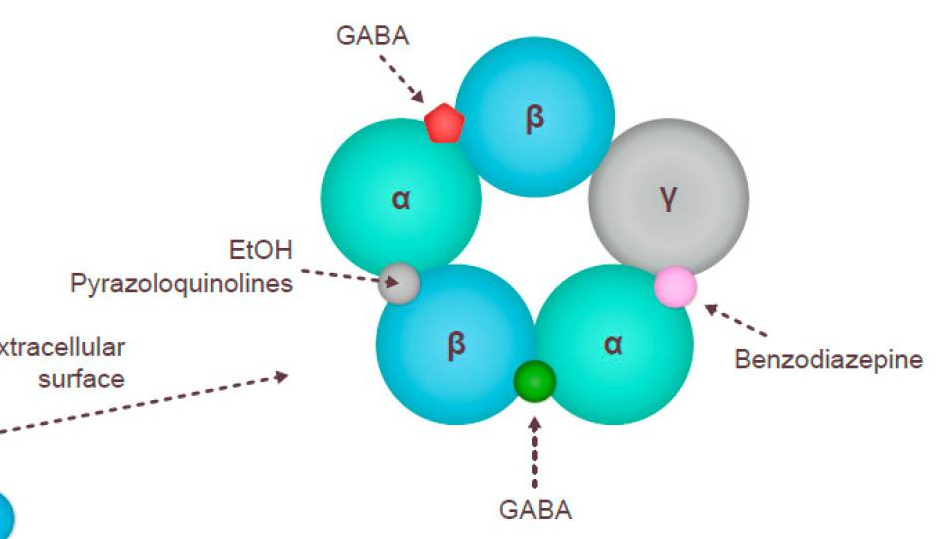 GABA
β
α
γ
EtOH
Pyrazoloquinolines
xtracellular
surface
β
α
Benzodiazepine
GABA